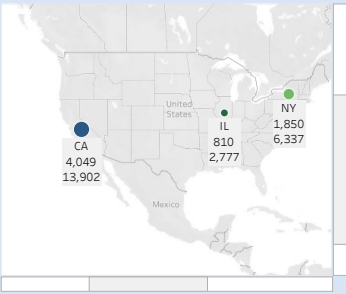 United
States
NY
1,850
6,337
IL
810
2,777
CA
4,049
13,902
Mexico